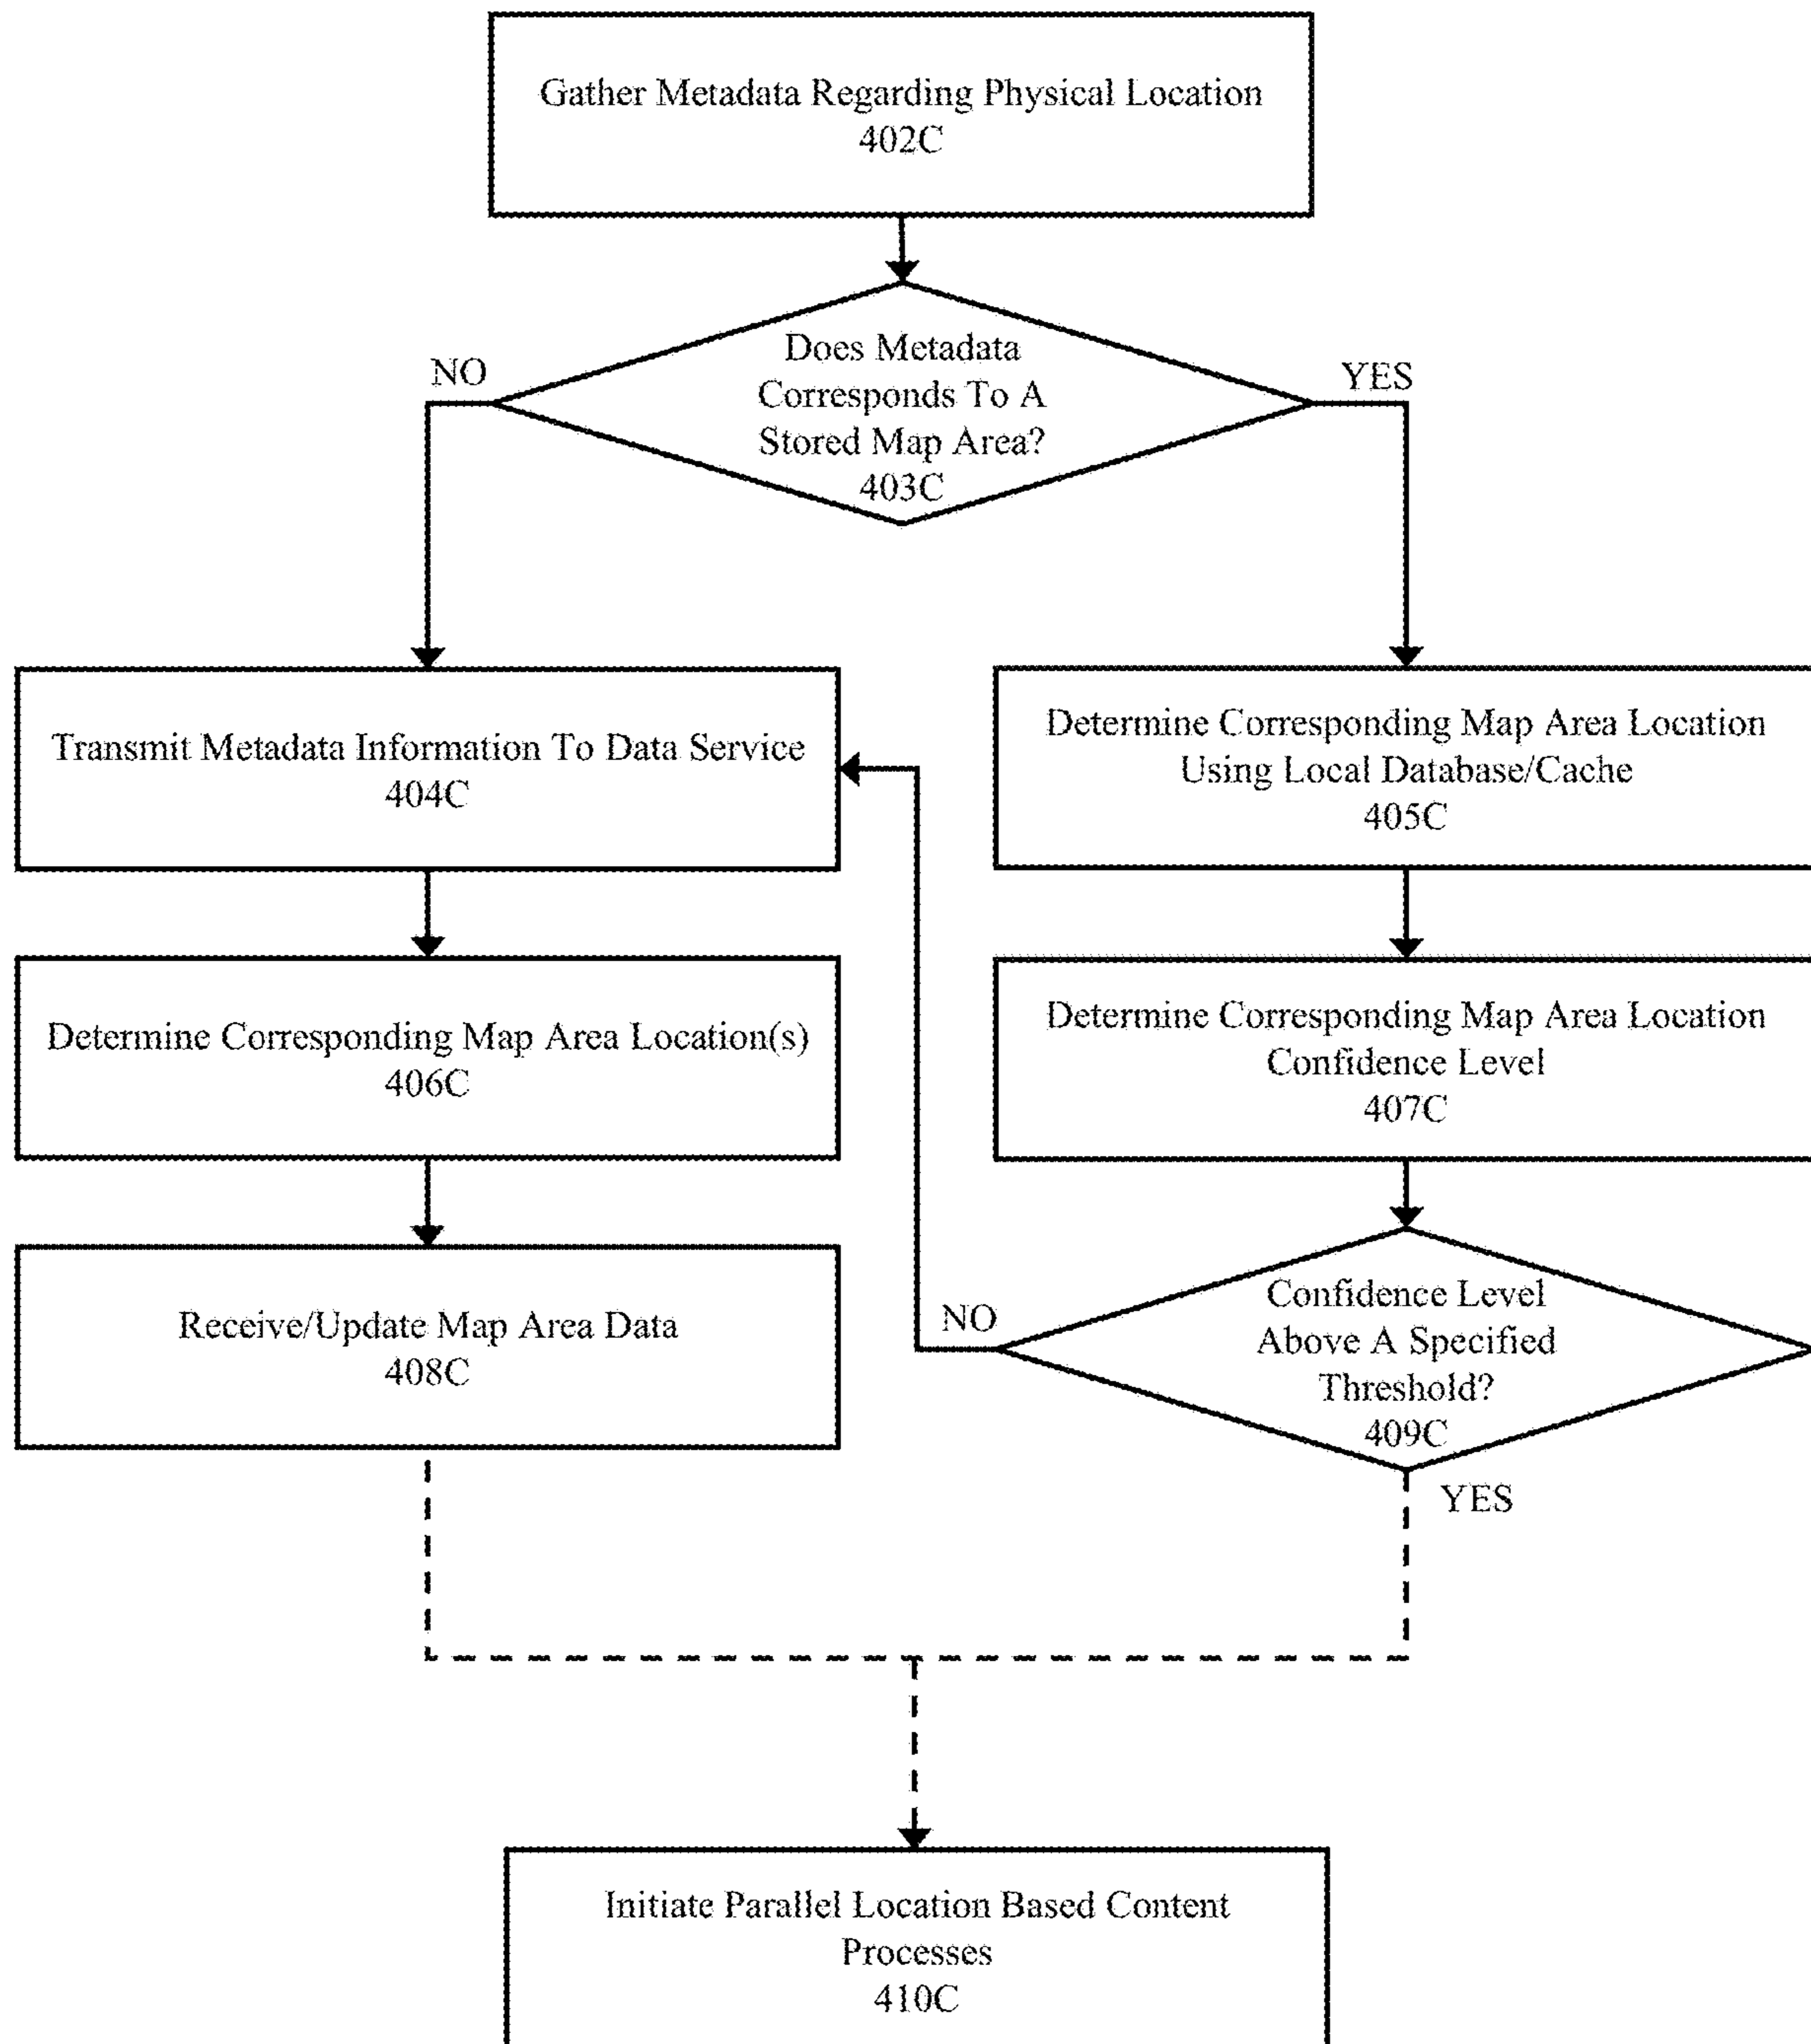 Gather Metadata Regarding Physical Location
402C
Does Metadata
Corresponds To A
Stored Map Area?
403C
NO
YES
Transmit Metadata Information To Data Service
404C
Determine Corresponding Map Area Location
Using Local Database/Cache
405C
Determine Corresponding Map Area Location(s)
406C
Determine Corresponding Map Area Location
Confidence Level
407C
Receive/Update Map Area Data
408C
NO
Confidence Level
Above A Specified
Threshold?
409C
YES
Initiate Parallel Location Based Content
Processes
410C